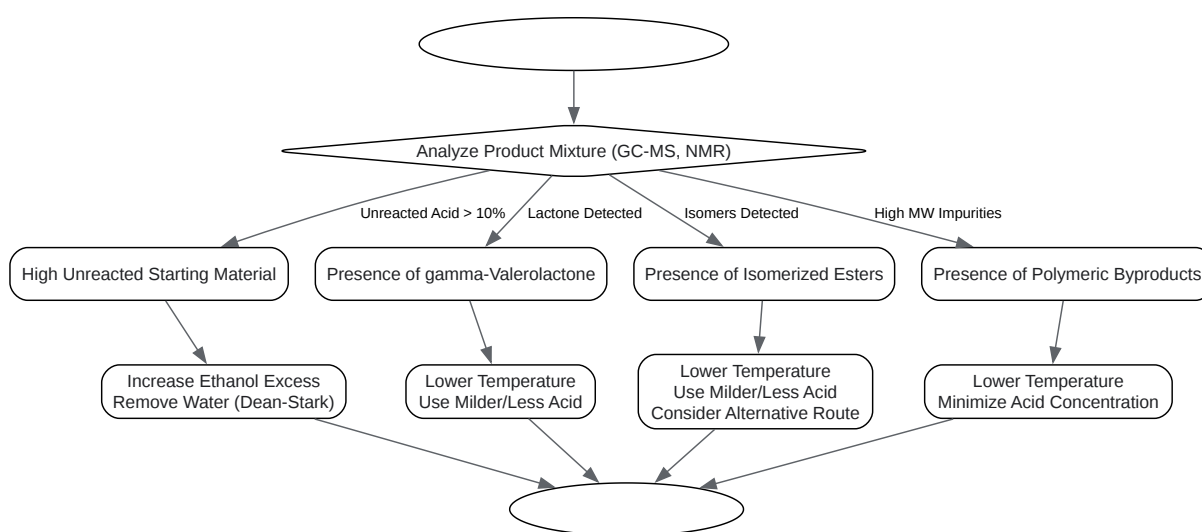 Analyze Product Mixture (GC-MS, NMR)
Unreacted Acid > 10%
Lactone Detected
Isomers Detected
High MW Impurities
High Unreacted Starting Material
Presence of gamma-Valerolactone
Presence of Isomerized Esters
Presence of Polymeric Byproducts
Increase Ethanol Excess
Remove Water (Dean-Stark)
Lower Temperature
Use Milder/Less Acid
Lower Temperature
Use Milder/Less Acid
Consider Alternative Route
Lower Temperature
Minimize Acid Concentration